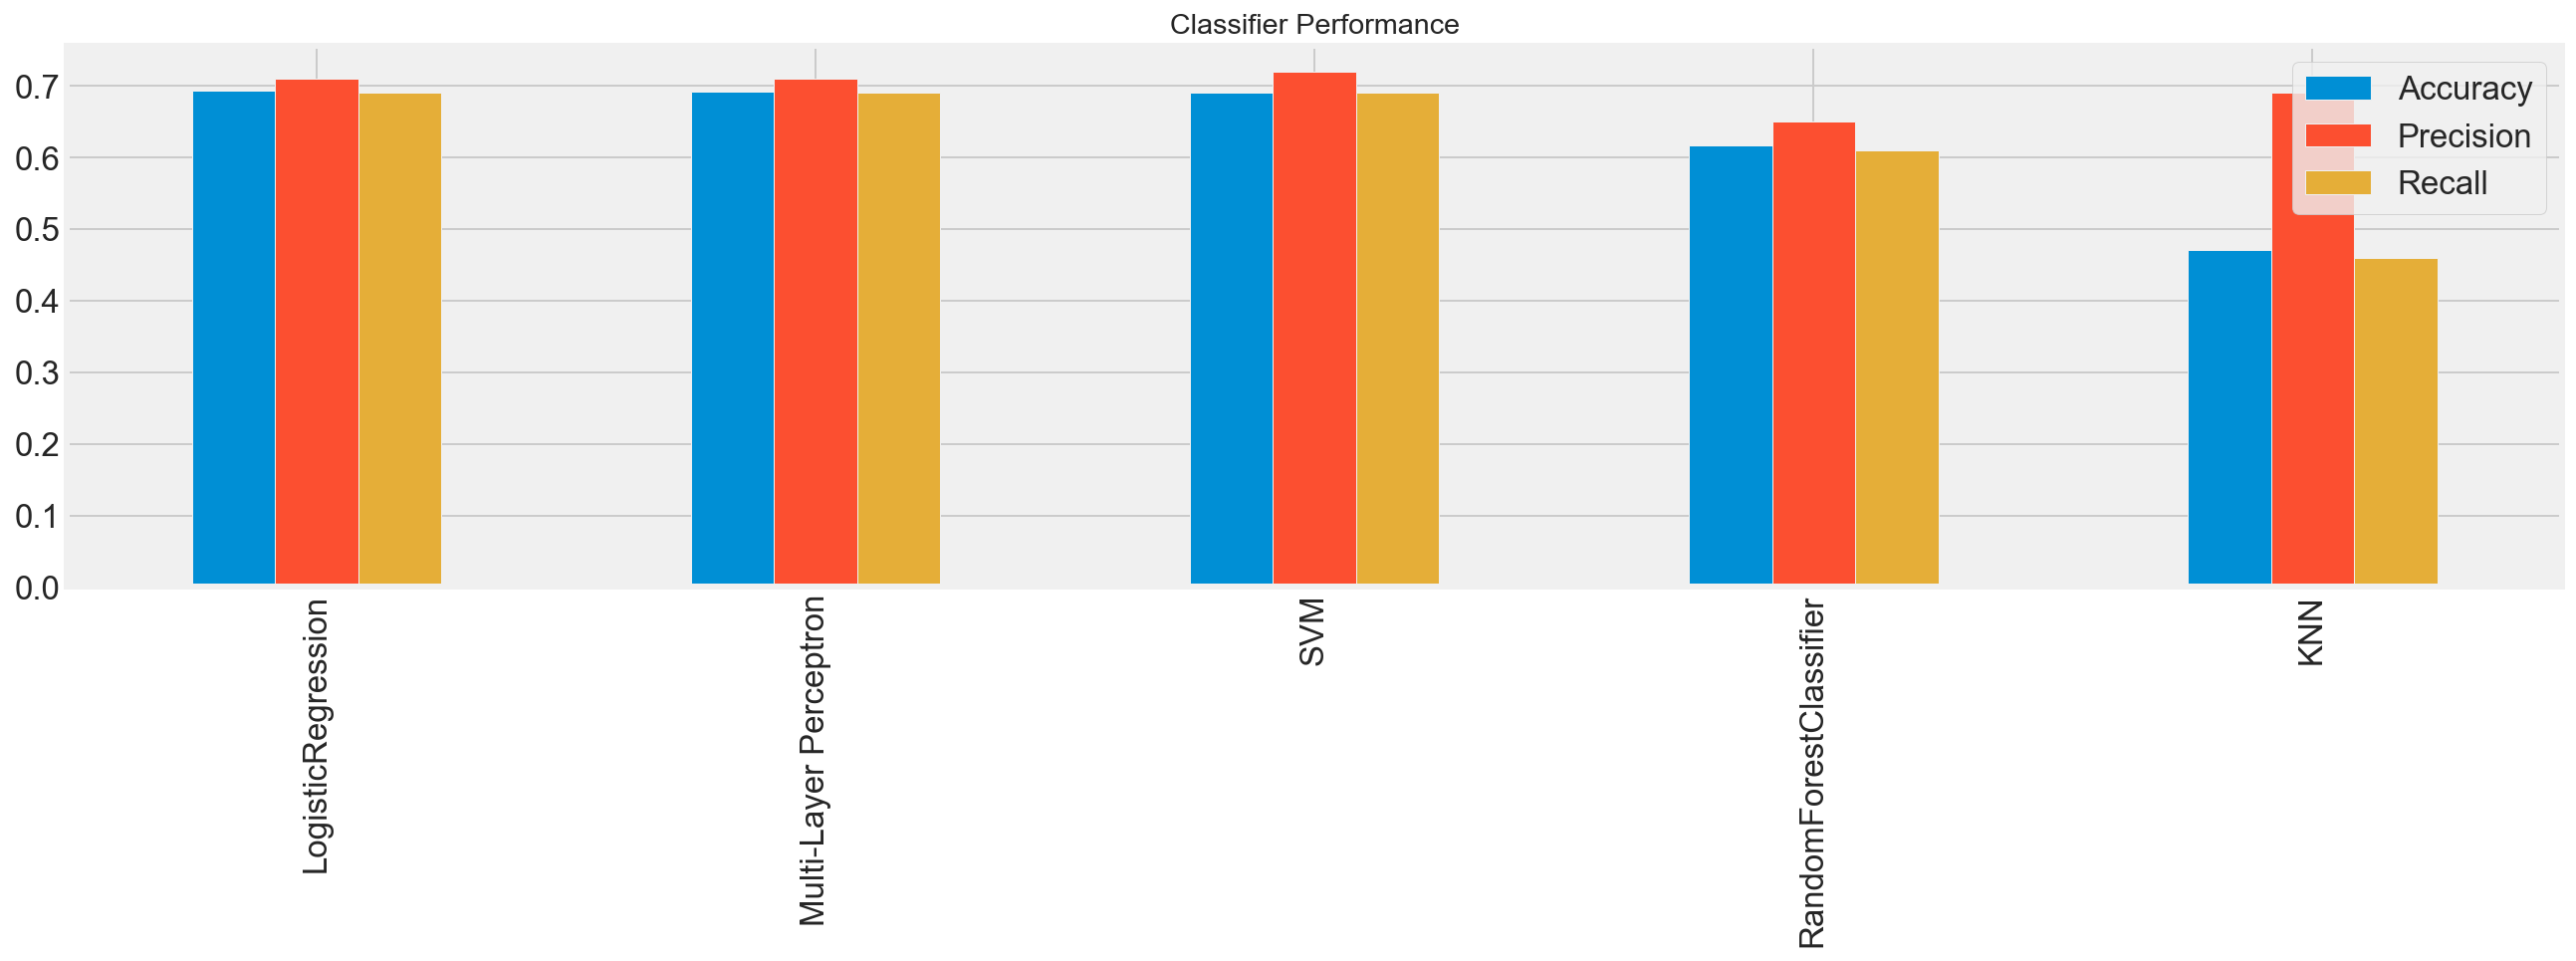 Classifier Performance
0.7
0.6
0.5
0.4
0.3
0.2
0.1
0.0
Accuracy
Precision
Recall
LogisticRegression
Multi-Layer Perceptron
SVM
RandomForestClassifier
KNN